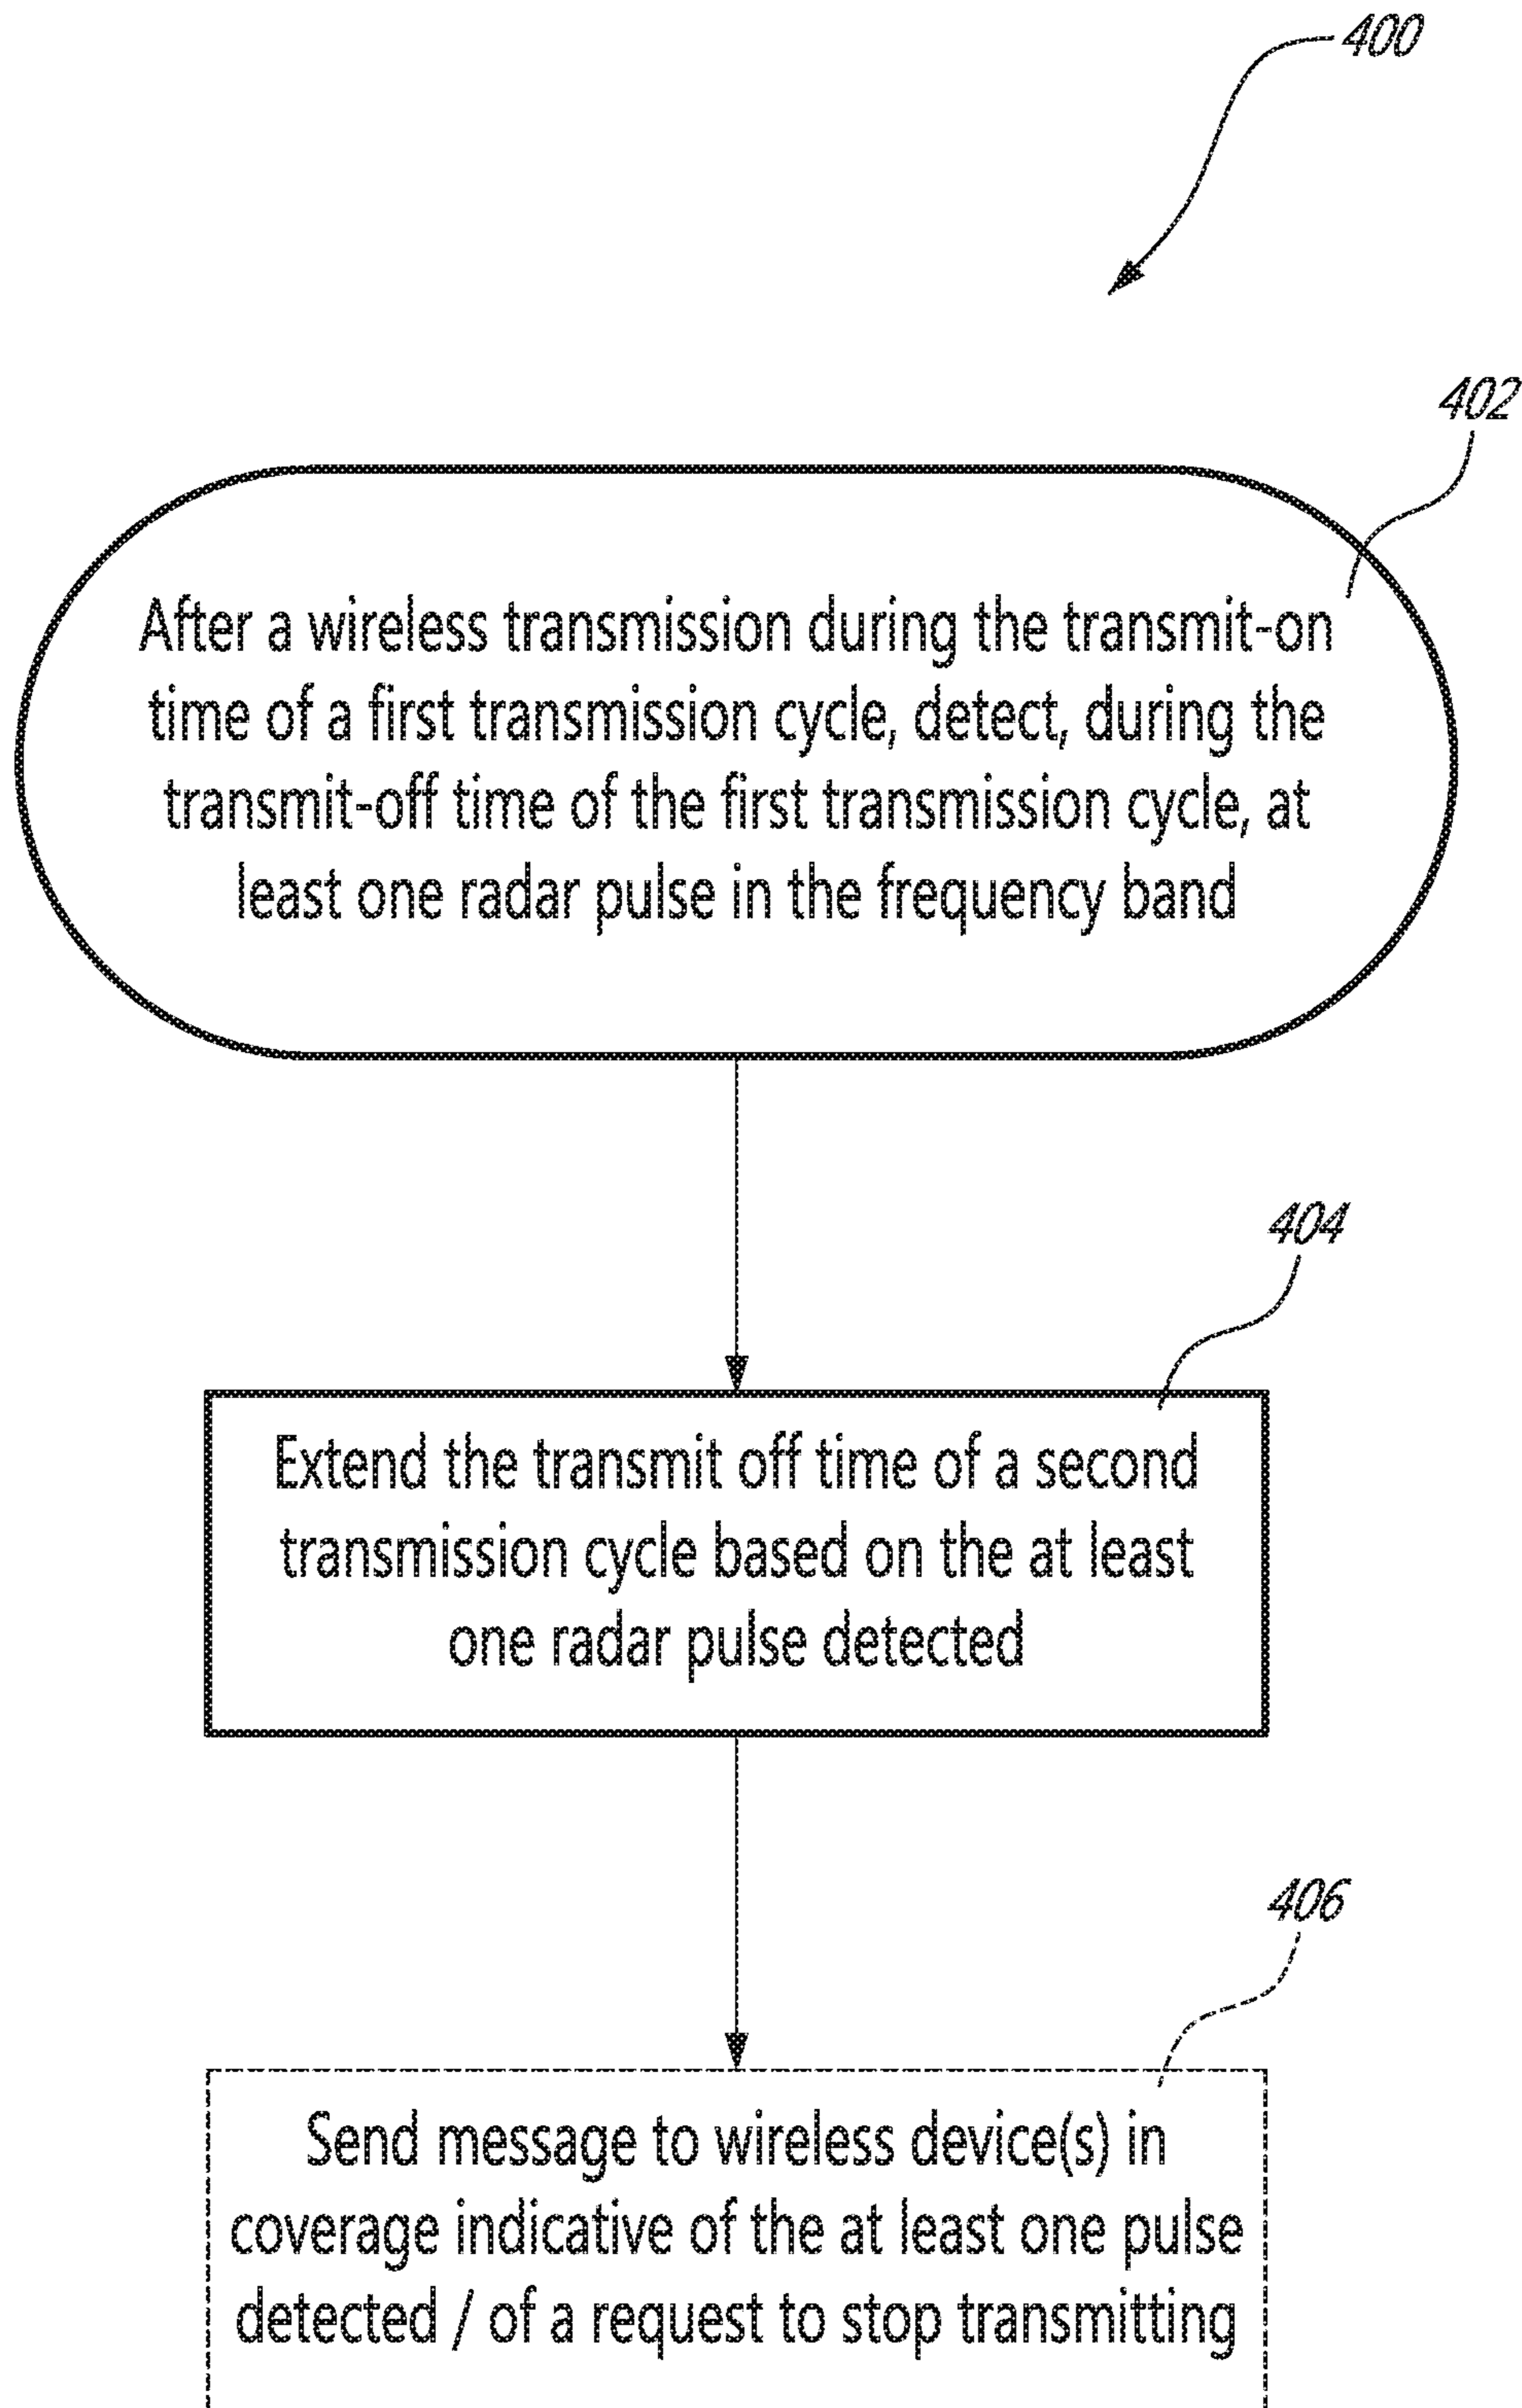 400
402
After a wireless transmission during the transmit-on
time of a first transmission cycle, detect, during the
transmit-off time of the first transmission cycle, at
least one radar pulse in the frequency band
404
Extend the transmit off time of a second
transmission cycle based on the at least
one radar pulse detected
406
Send message to wireless device(s) in
coverage indicative of the at least one pulse
detected / of a request to stop transmitting